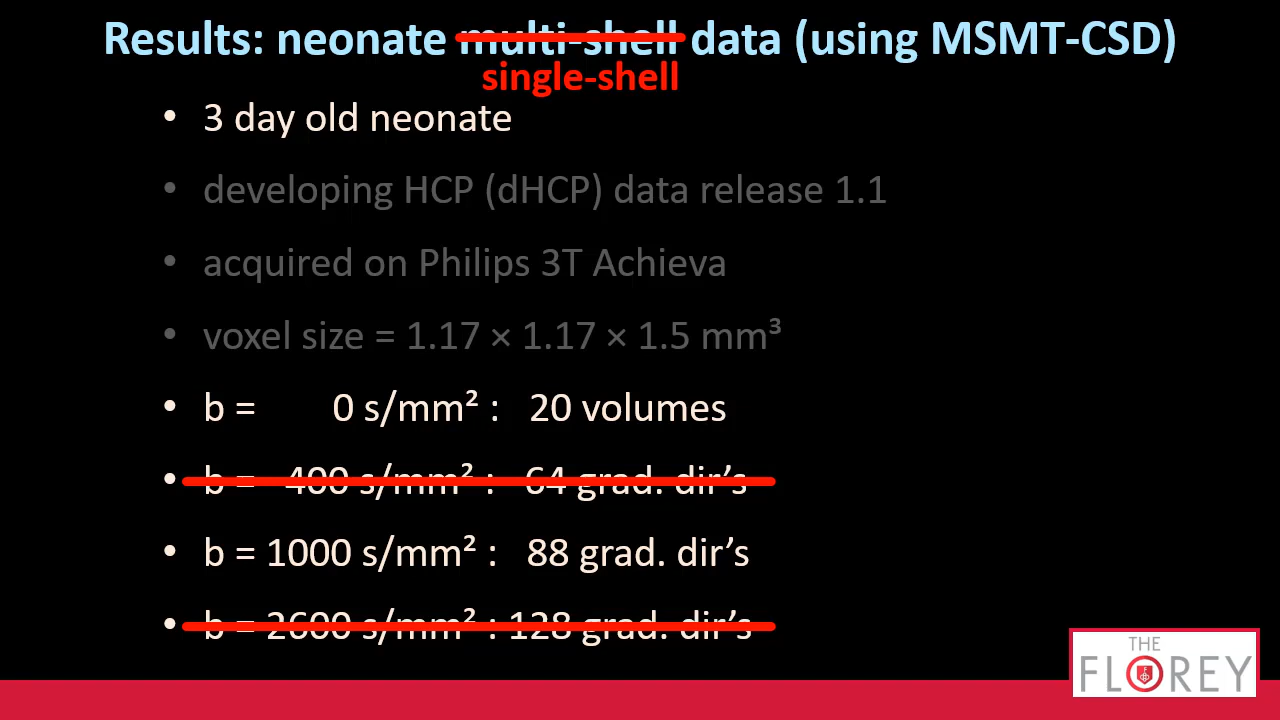 Results: neonate multi-shell data (using MSMT-CSD)
single-shell
• 3 day old neonate
• developing HCP (dHCP) data release 1.1
• acquired on Philips 3T Achieva
• voxel size = 1.17 × 1.17 × 1.5 mm³
• b = 0 s/mm² : 20 volumes
• b = 400 s/mm² : 64 grad. dir’s
• b = 1000 s/mm² : 88 grad. dir’s
• b = 2600 s/mm² : 128 grad. dir’s
THE
FLOREY